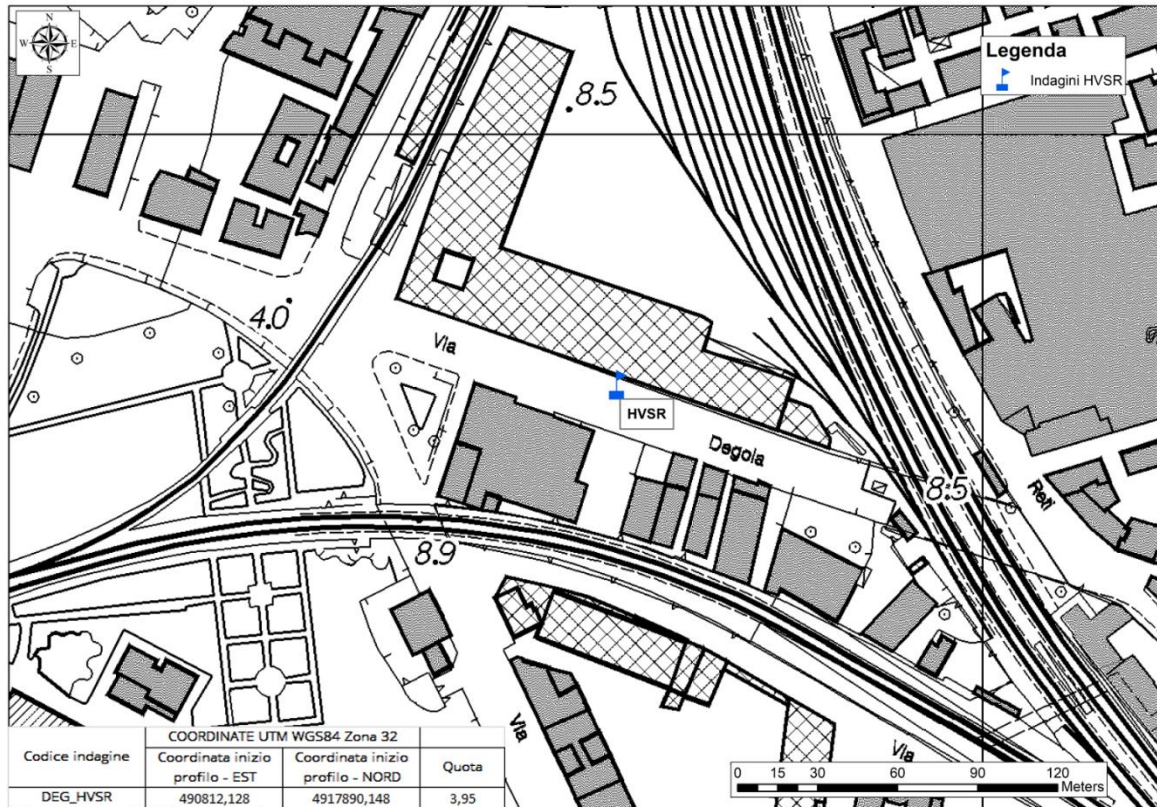 N
W E
S
8.5
Legenda
Indagini HVSR
4.0
Via
HVSR
Degola
8.5
Reti
8.9
Via
Via
COORDINATE UTM WGS84 Zona 32
Codice indagine
Coordinata inizio profilo - EST
Coordinata inizio profilo - NORD
Quota
DEG_HVSR 490812,128 4917890,148 3,95
0 15 30 60 90 120
Meters